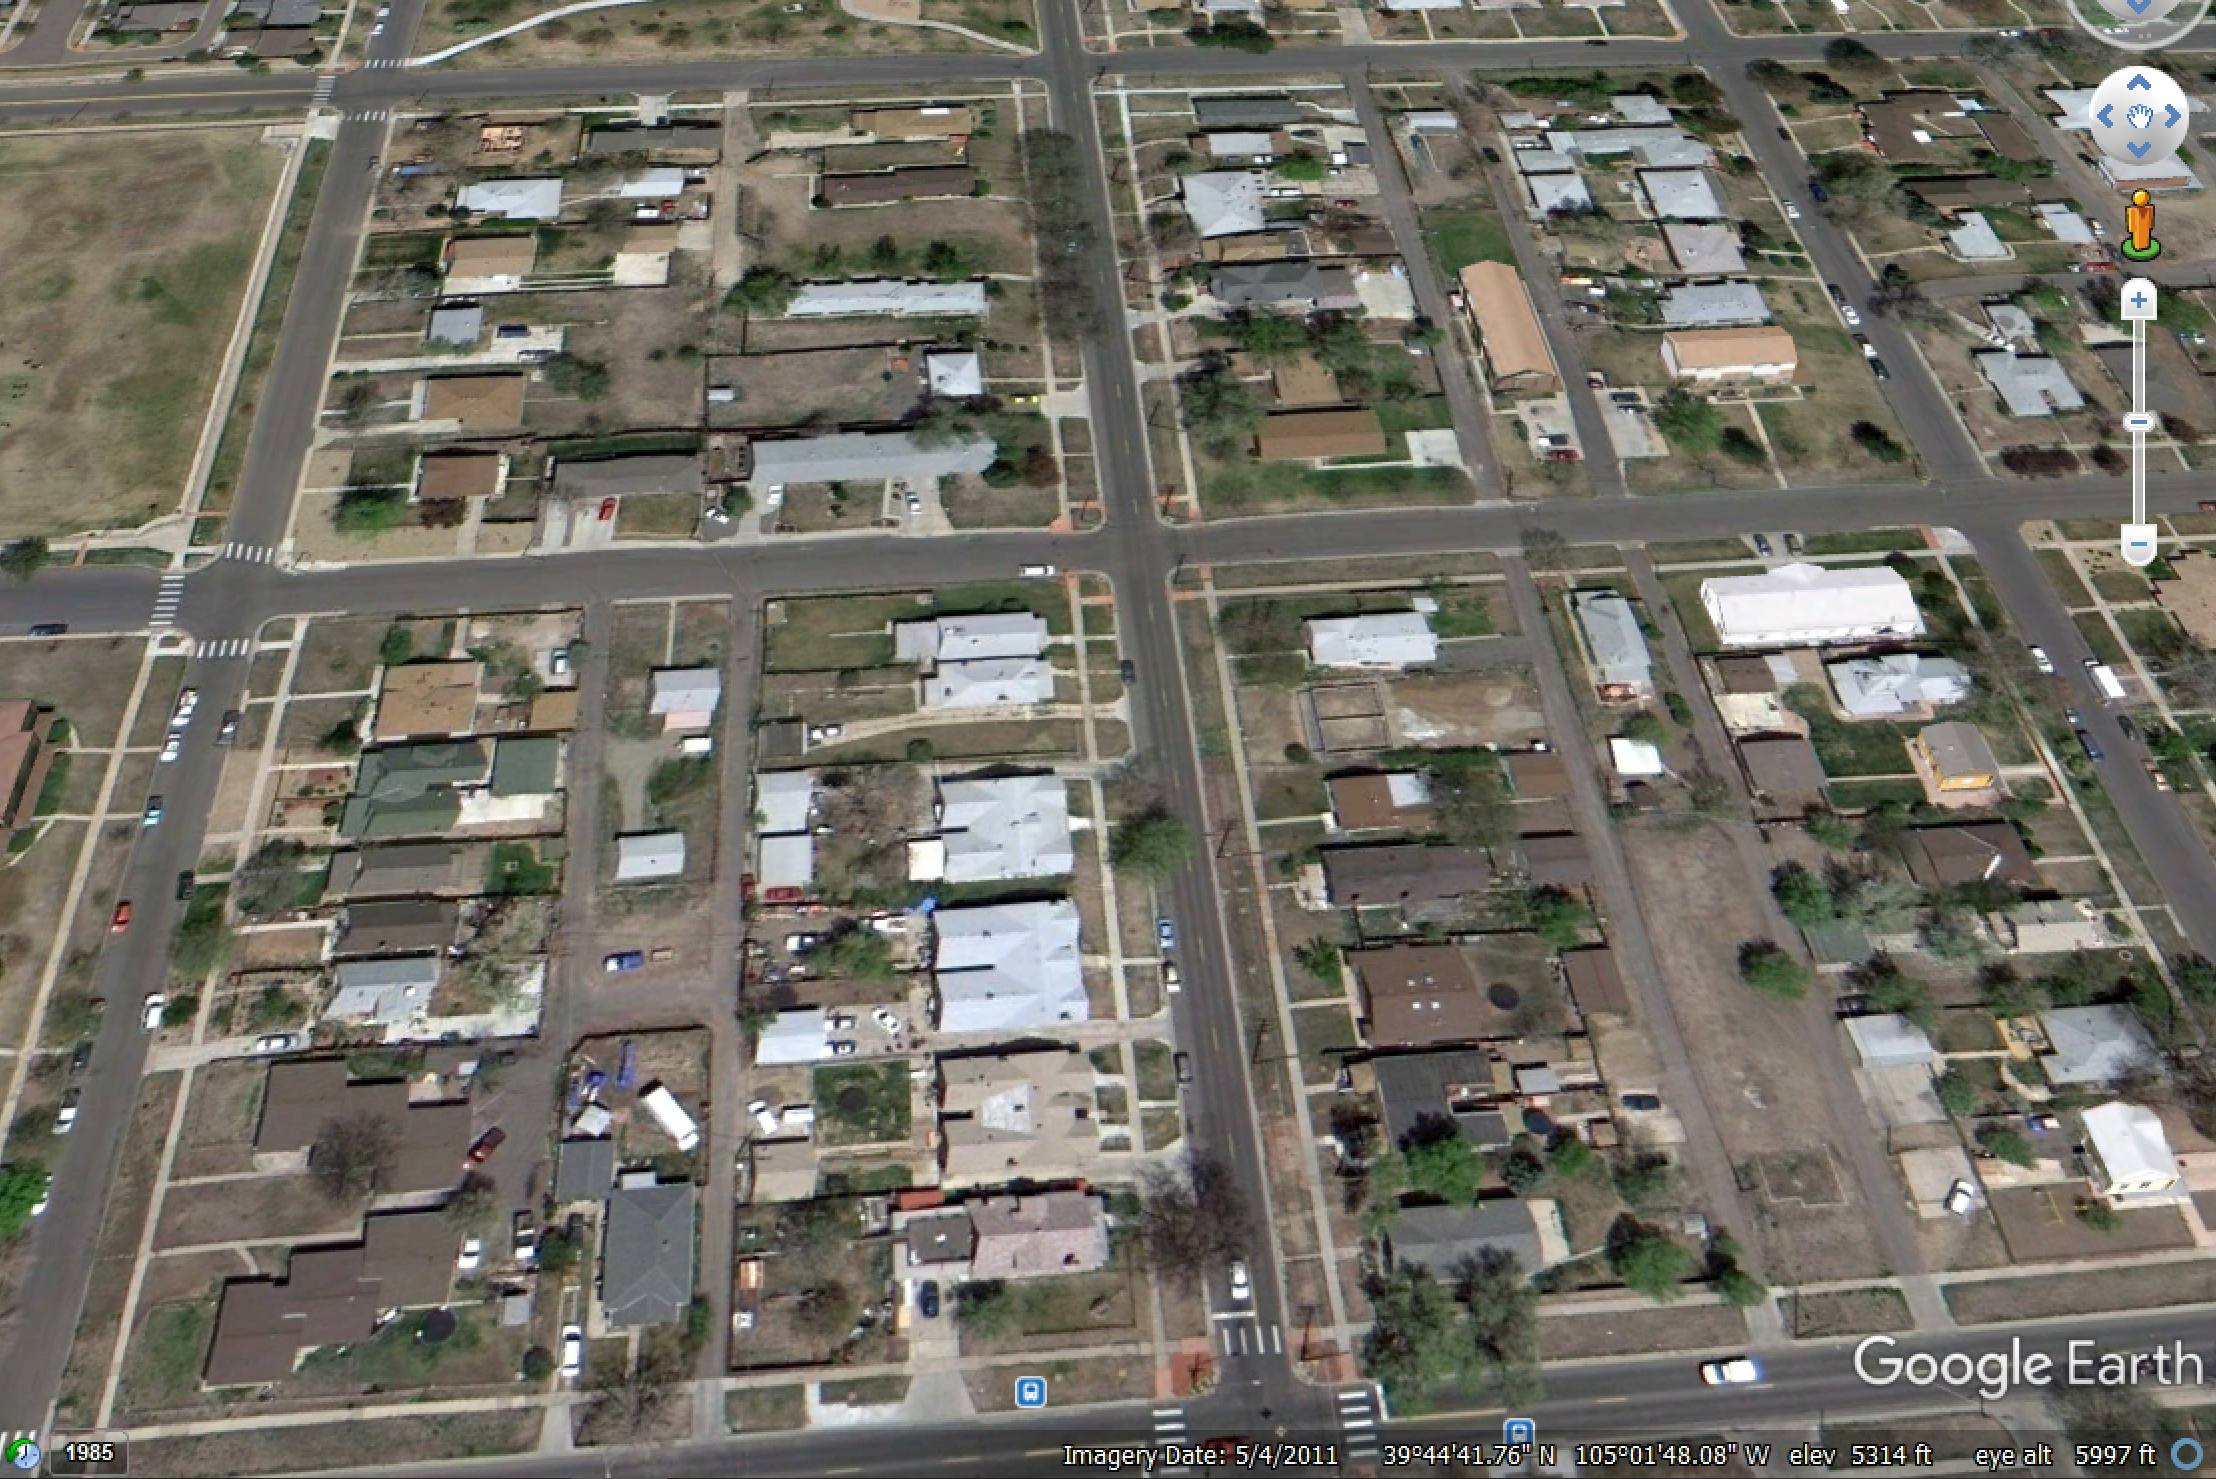 Google Earth
1985
Imagery Date: 5/4/2011 39°44'41.76" N 105°01'48.08" W elev 5314 ft eye alt 5997 ft